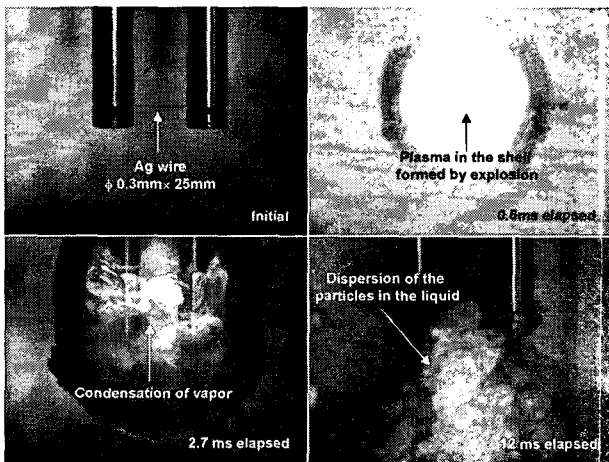 Ag wire
ϕ 0.3mm× 25mm
Initial
Plasma in the shell
formed by explosion
0.6ms elapsed
Condensation of vapor
2.7 ms elapsed
Dispersion of the
particles in the liquid
12 ms elapsed